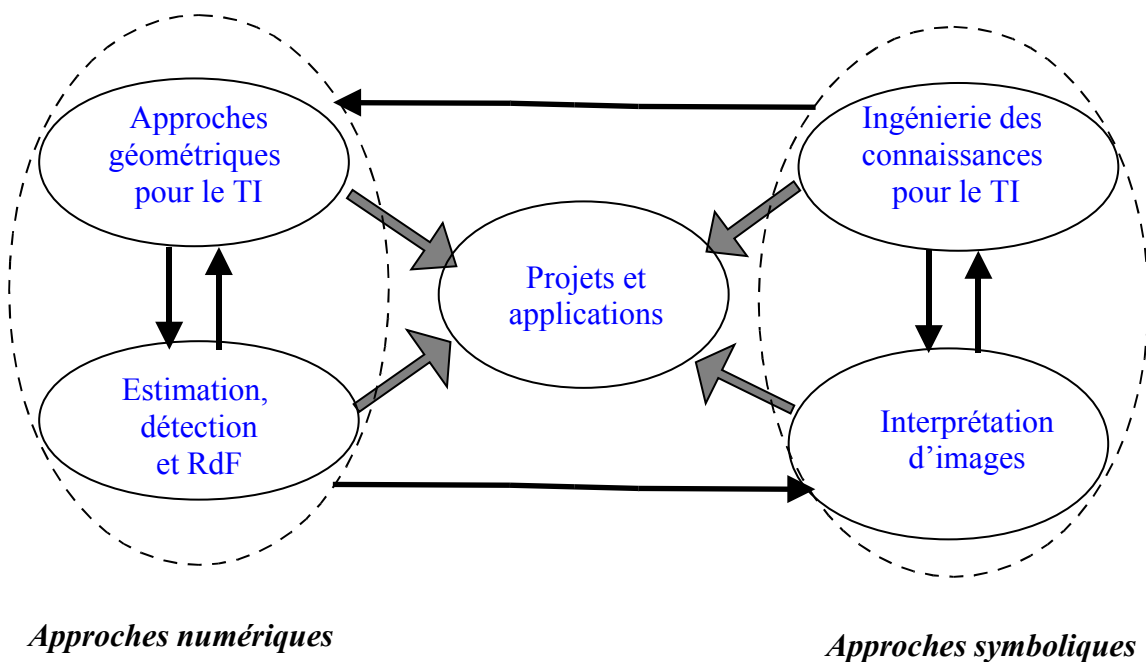 Approches
géométriques
pour le TI
Ingénierie des
connaissances
pour le TI
Projets et
applications
Estimation,
détection
et RdF
Interprétation
d’images
Approches numériques
Approches symboliques